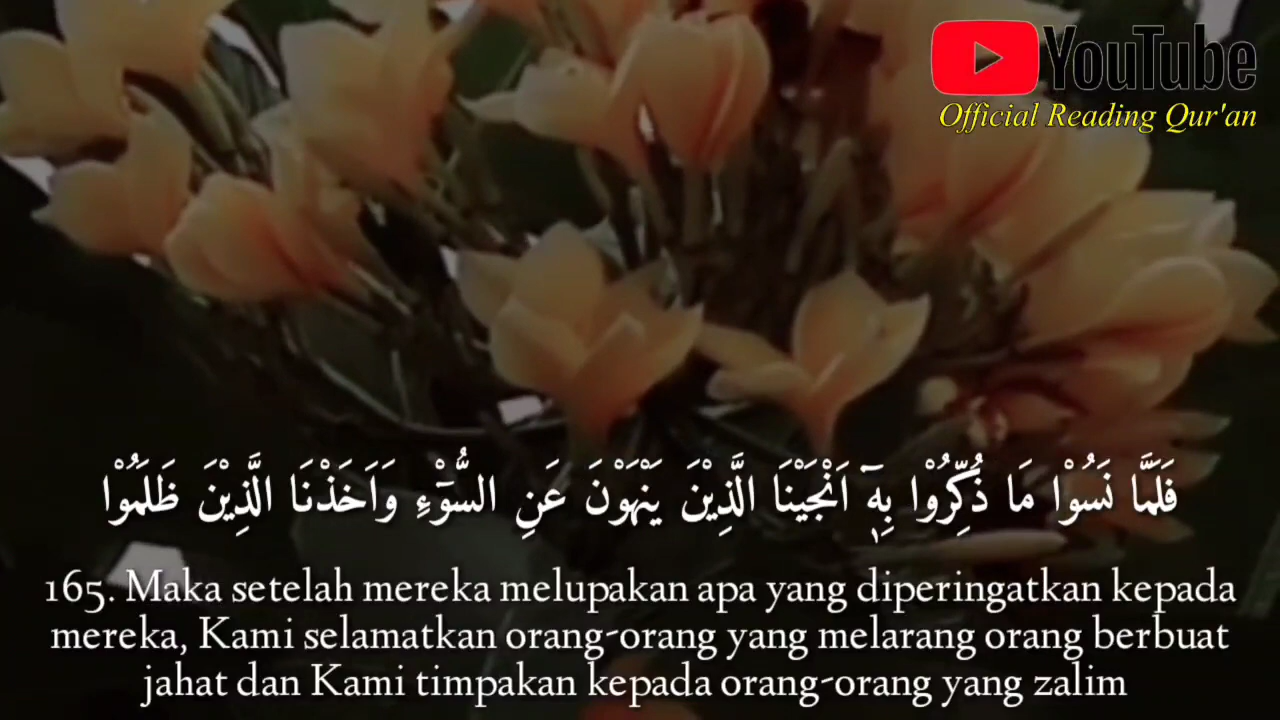 YouTube
Official Reading Qur'an
فَلَمَّا نَسُوْا مَا ذُكِّرُوْا بِهٖٓ اَنْجَيْنَا الَّذِيْنَ يَنْهَوْنَ عَنِ السُّوْۤءِ وَاَخَذْنَا الَّذِيْنَ ظَلَمُوْا
165. Maka setelah mereka melupakan apa yang diperingatkan kepada
mereka, Kami selamatkan orang-orang yang melarang orang berbuat
jahat dan Kami timpakan kepada orang-orang yang zalim